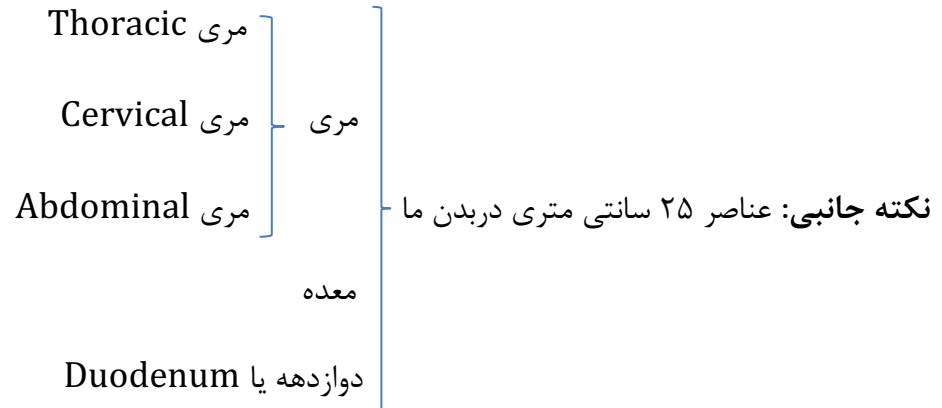 مری Thoracic
مری Cervical
مری
مری Abdominal
نکته جانبی: عناصر ۲۵ سانتی متری دربدن ما
معده
دوازدهه یا Duodenum